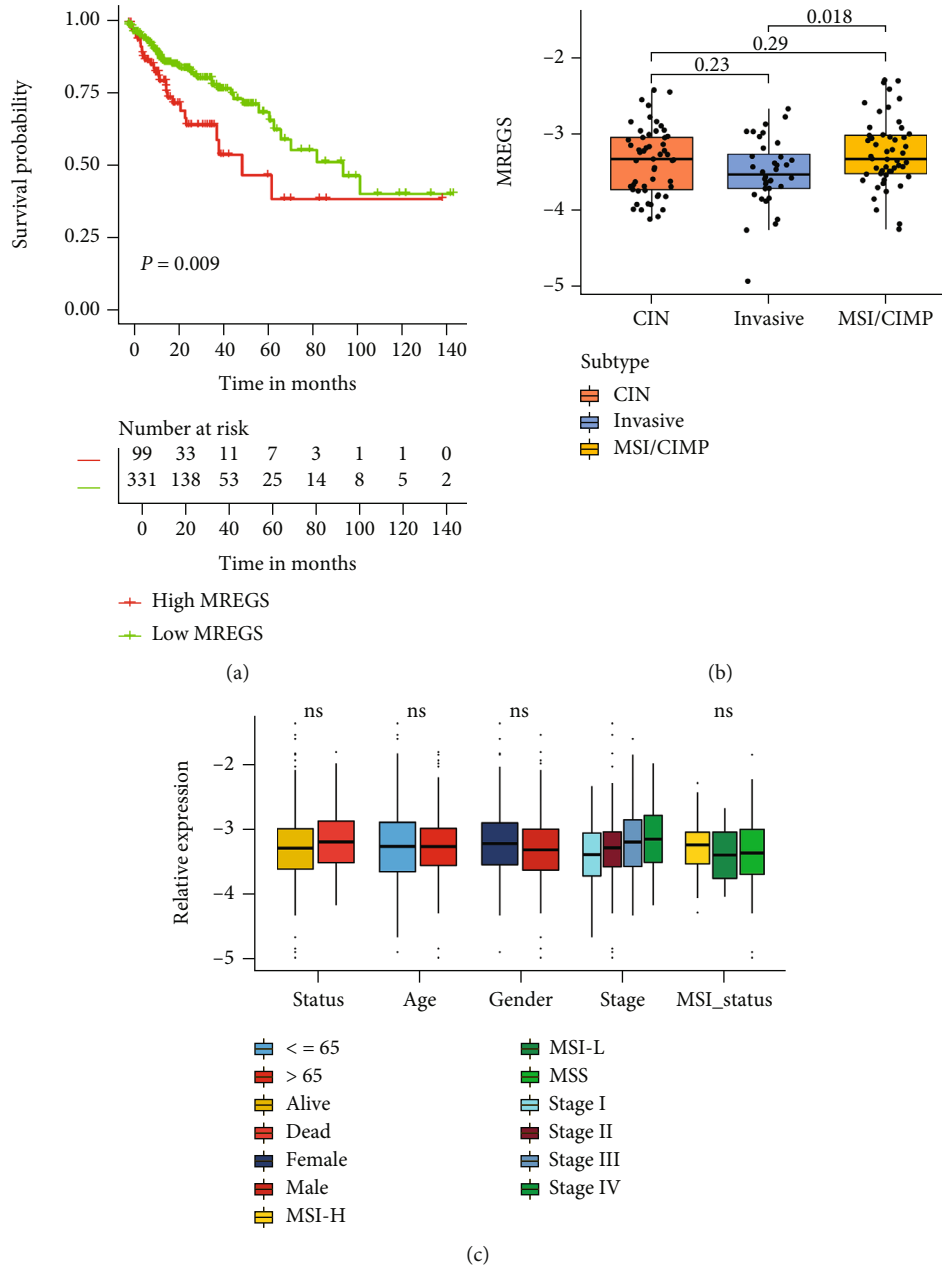 1.00
0.75
0.50
0.25
0.00
Survival probability
P = 0.009
0 20 40 60 80 100 120 140
Time in months
Number at risk
99 33 11 7 3 1 1 0
331 138 53 25 14 8 5 2
0 20 40 60 80 100 120 140
Time in months
High MREGS
Low MREGS
(a)
0.018
0.29
0.23
−2
−3
−4
−5
MREGS
CIN Invasive MSI/CIMP
Subtype
CIN
Invasive
MSI/CIMP
(b)
ns ns ns ns
−2
−3
−4
−5
Relative expression
Status Age Gender Stage MSI_status
< = 65
> 65
Alive
Dead
Female
Male
MSI-H
MSI-L
MSS
Stage I
Stage II
Stage III
Stage IV
(c)